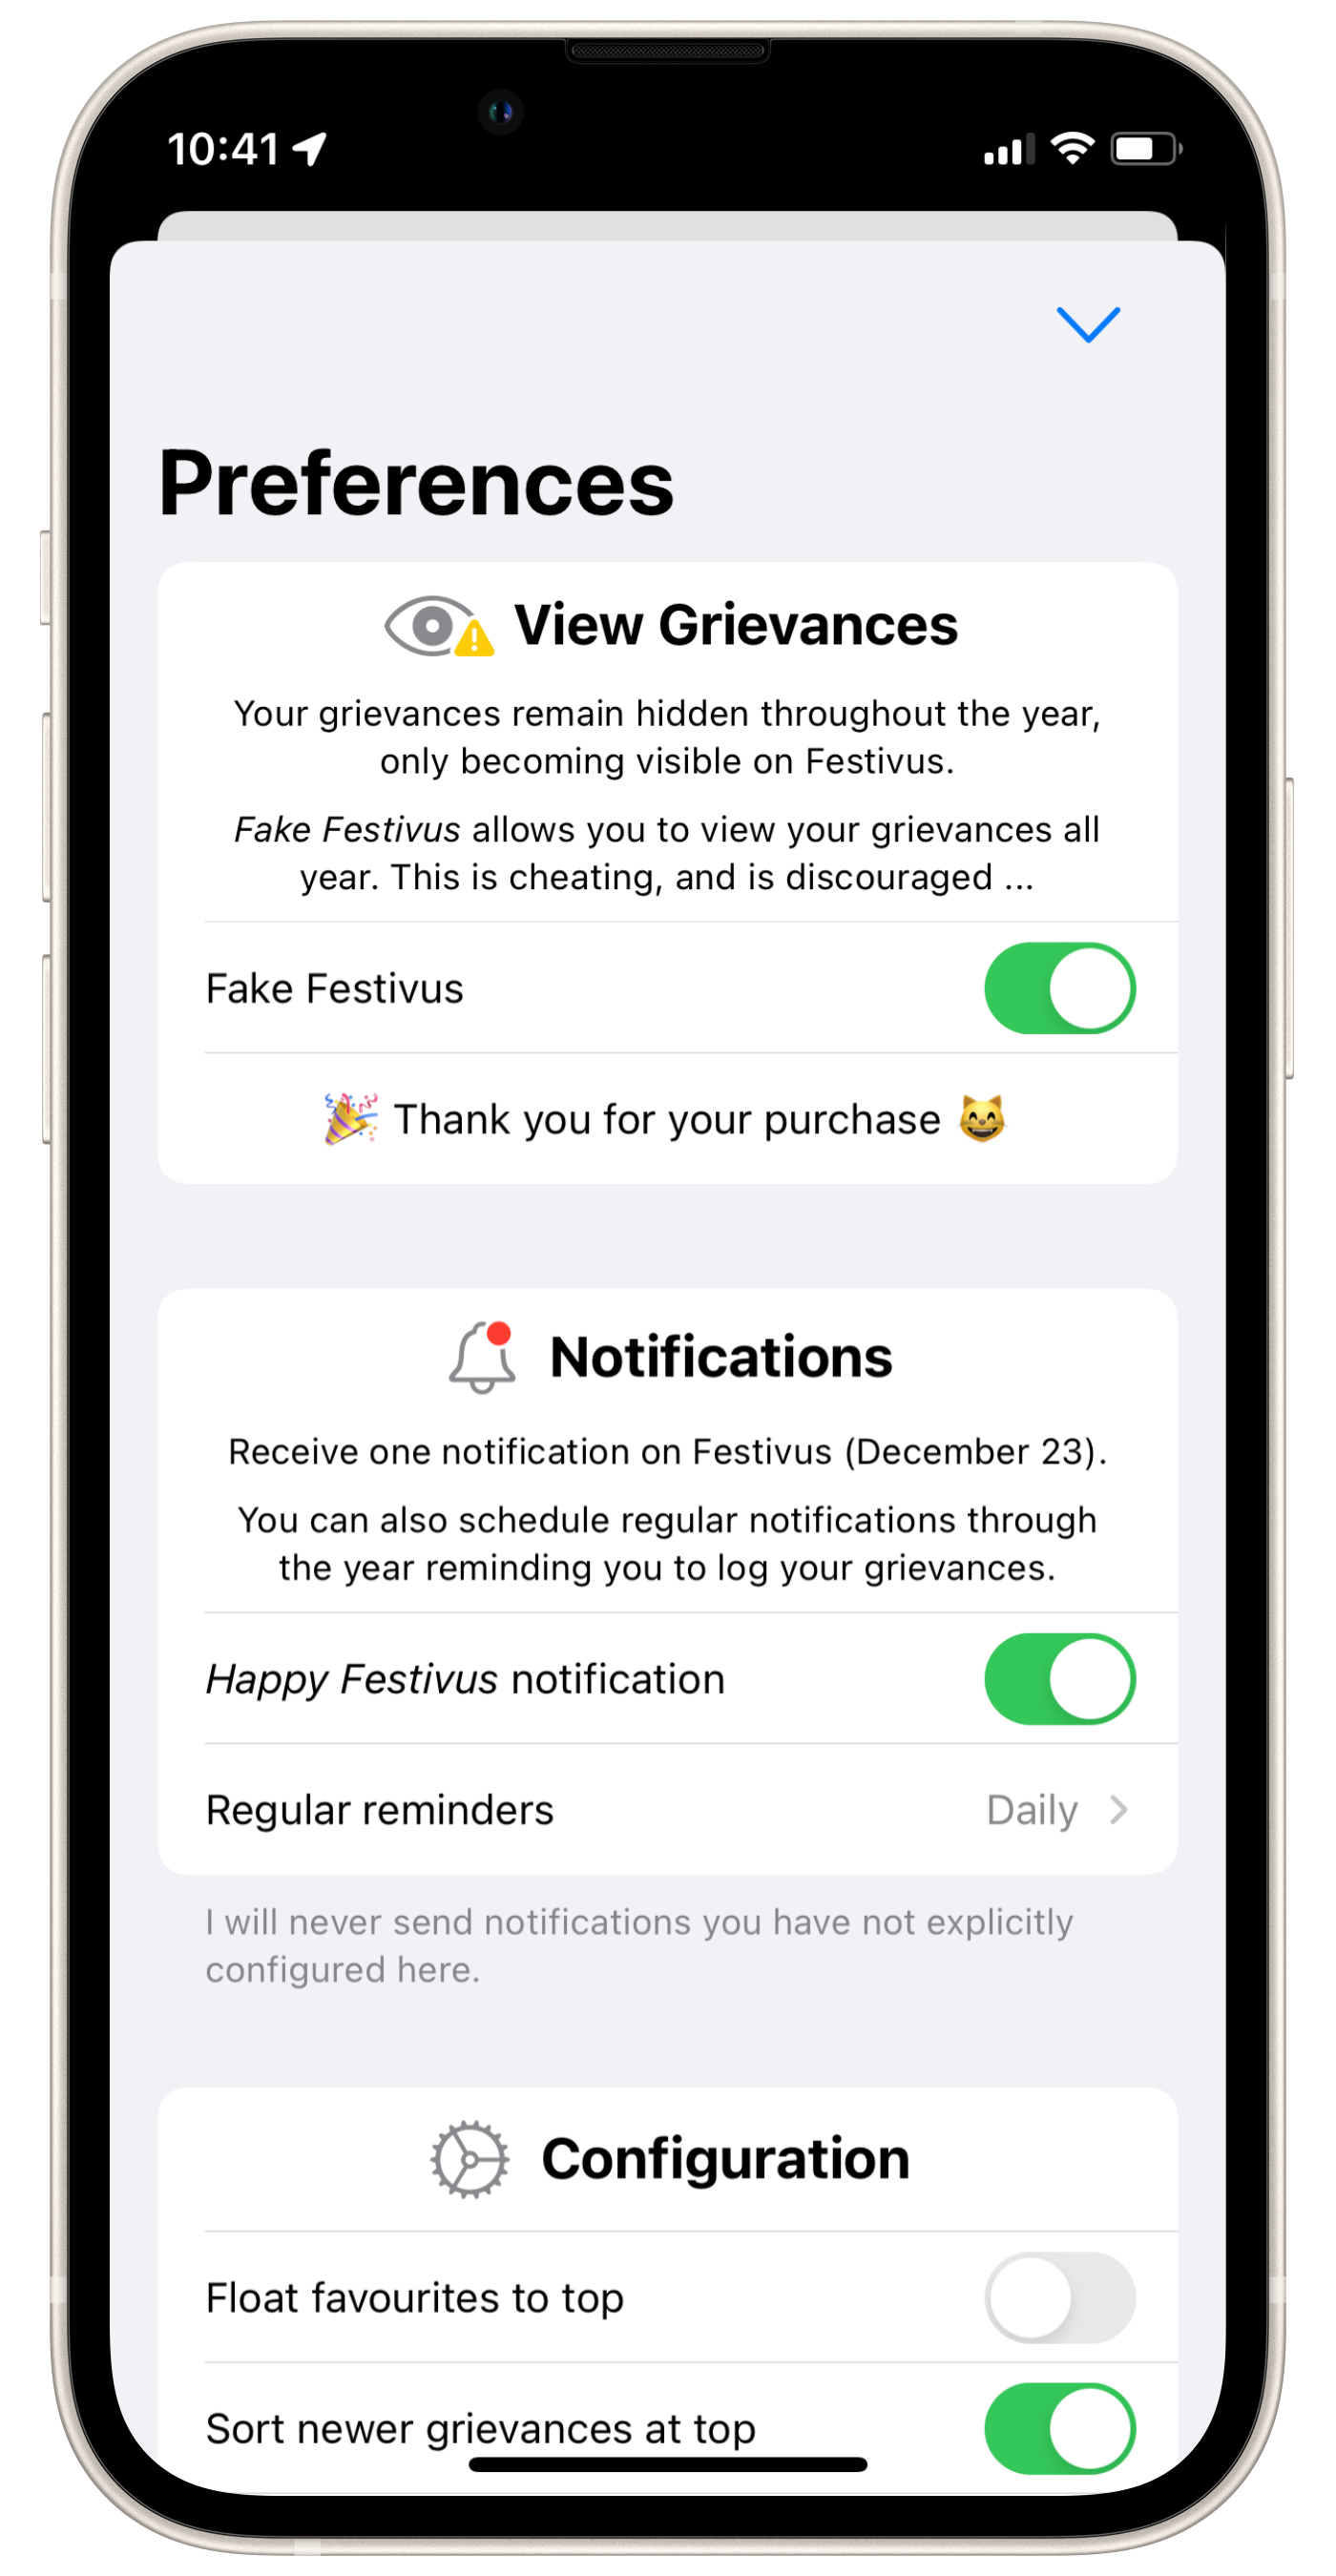 10:41
Preferences
View Grievances
Your grievances remain hidden throughout the year,
only becoming visible on Festivus.
Fake Festivus allows you to view your grievances all
year. This is cheating, and is discouraged ...
Fake Festivus
🎉 Thank you for your purchase 😸
Notifications
Receive one notification on Festivus (December 23).
You can also schedule regular notifications through
the year reminding you to log your grievances.
Happy Festivus notification
Regular reminders Daily
I will never send notifications you have not explicitly
configured here.
Configuration
Float favourites to top
Sort newer grievances at top